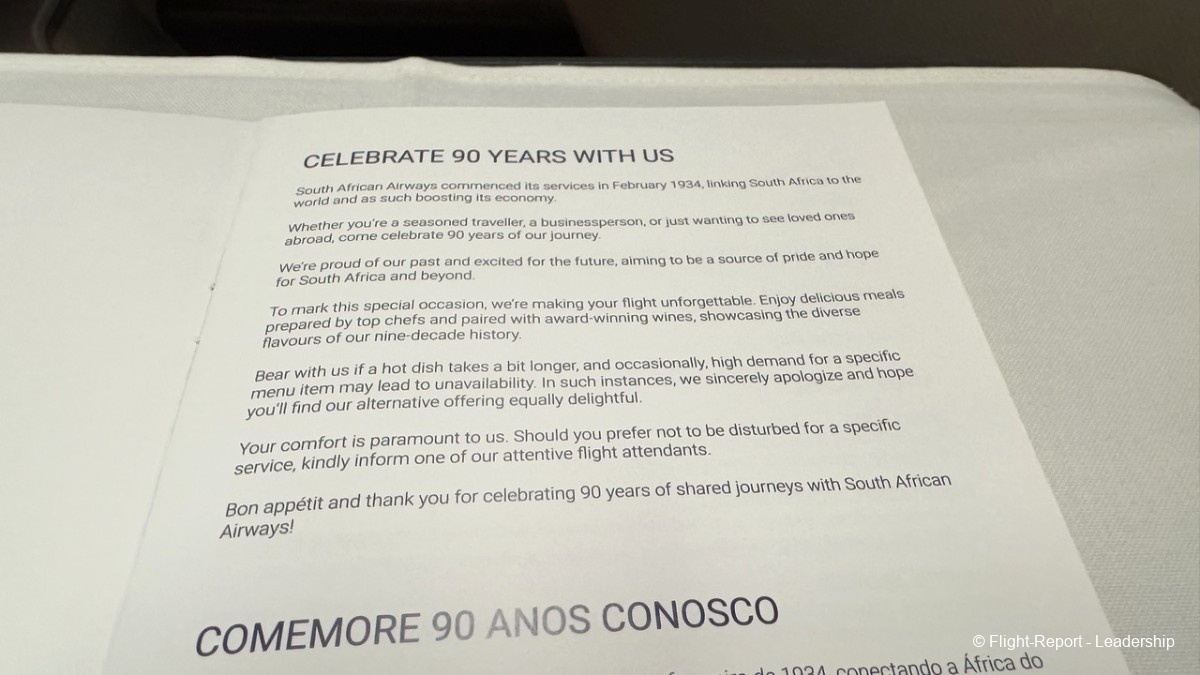 CELEBRATE 90 YEARS WITH US
South African Airways commenced its services in February 1934, linking South Africa to the
world and as such boosting its economy.
Whether you're a seasoned traveller, a businessperson, or just wanting to see loved ones
abroad, come celebrate 90 years of our journey.
We're proud of our past and excited for the future, aiming to be a source of pride and hope
for South Africa and beyond.
To mark this special occasion, we're making your flight unforgettable. Enjoy delicious meals
prepared by top chefs and paired with award-winning wines, showcasing the diverse
flavours of our nine-decade history.
Bear with us if a hot dish takes a bit longer, and occasionally, high demand for a specific
menu item may lead to unavailability. In such instances, we sincerely apologize and hope
you'll find our alternative offering equally delightful.
Your comfort is paramount to us. Should you prefer not to be disturbed for a specific
service, kindly inform one of our attentive flight attendants.
Bon appétit and thank you for celebrating 90 years of shared journeys with South African
Airways!
COMEMORE 90 ANOS CONOSCO
de 1934, conectando a África do
© Flight-Report - Leadership